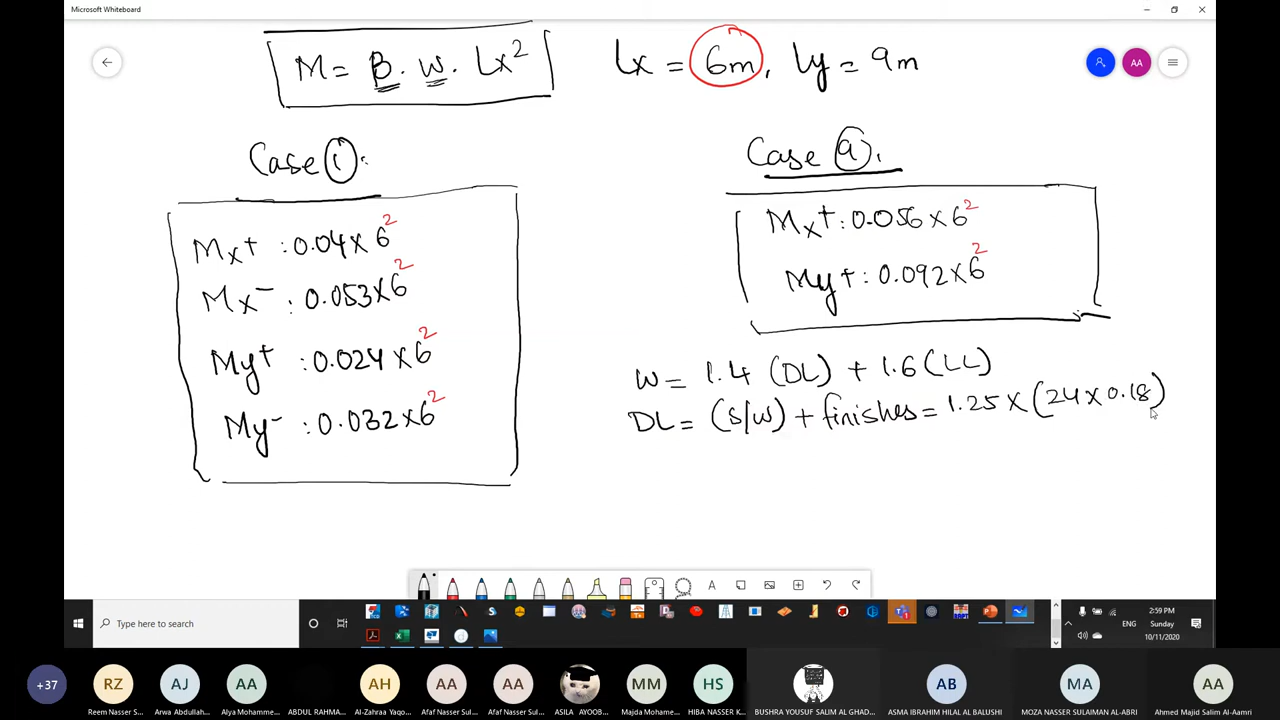 Microsoft Whiteboard
M = B . W . Lx²
Lx = 6m, Ly = 9m
AA
Case 1:
Mx+ : 0.04 x 6²
Mx- : 0.053 x 6²
My+ : 0.024 x 6²
My- : 0.032 x 6²
Case 9:
Mx+ : 0.056 x 6²
My+ : 0.092 x 6²
W = 1.4 (DL) + 1.6 (LL)
DL = (S/W) + finishes = 1.25 x (24 x 0.18)
Type here to search
ENG
2:59 PM
Sunday
10/11/2020
+37
RZ
AJ
AA
AH
AA
AA
MM
HS
AB
MA
AA
Reem Nasser S...
Arwa Abdullah...
Alya Mohamme...
ABDUL RAHMA...
Al-Zahraa Yaqo...
Afaf Nasser Sul...
Afaf Nasser Sul...
ASILA AYOOB...
Majda Mohame...
HIBA NASSER K...
BUSHRA YOUSUF SALIM AL GHAD...
ASMA IBRAHIM HILAL AL BALUSHI
MOZA NASSER SULAIMAN AL-ABRI
Ahmed Majid Salim Al-Aamri